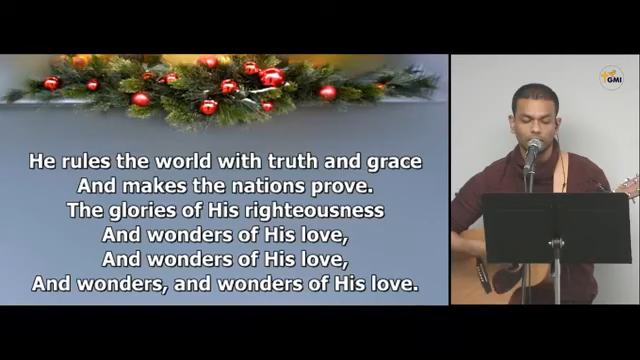 He rules the world with truth and grace
And makes the nations prove.
The glories of His righteousness
And wonders of His love,
And wonders of His love,
And wonders, and wonders of His love.
GMI